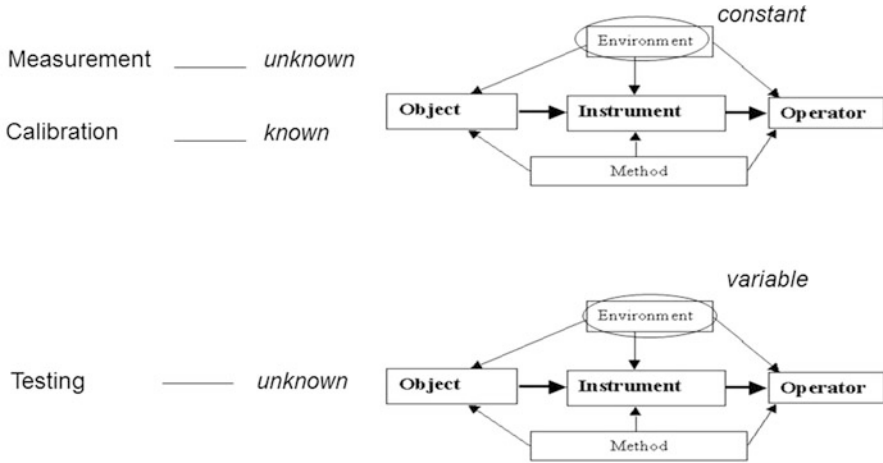 constant
Environment
Measurement unknown
Object Instrument Operator
Calibration known
Method
variable
Environment
Testing unknown
Object Instrument Operator
Method